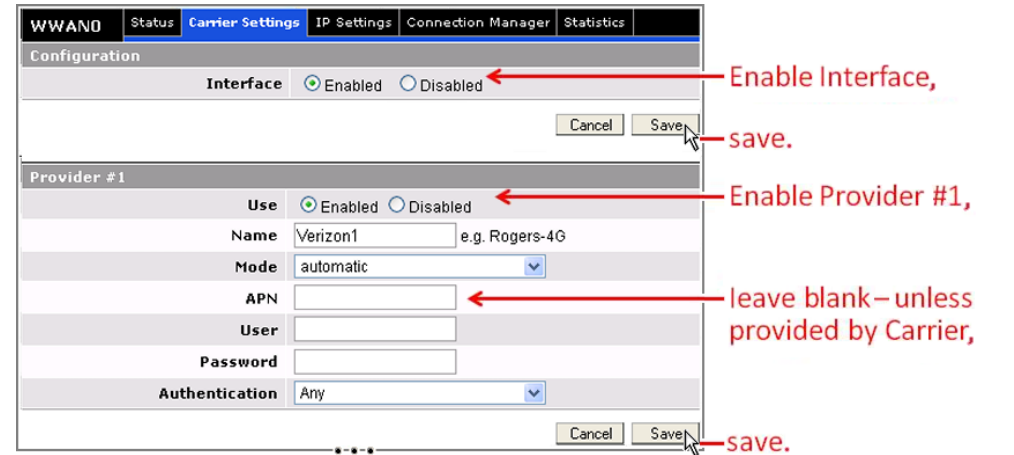 WWAN0 Status Carrier Settings IP Settings Connection Manager Statistics
Configuration
Interface Enabled Disabled
Enable Interface,
Cancel Save
save.
Provider #1
Use Enabled Disabled
Enable Provider #1,
Name Verizon1 e.g. Rogers-4G
Mode automatic
APN
leave blank – unless
provided by Carrier,
User
Password
Authentication Any
Cancel Save
save.